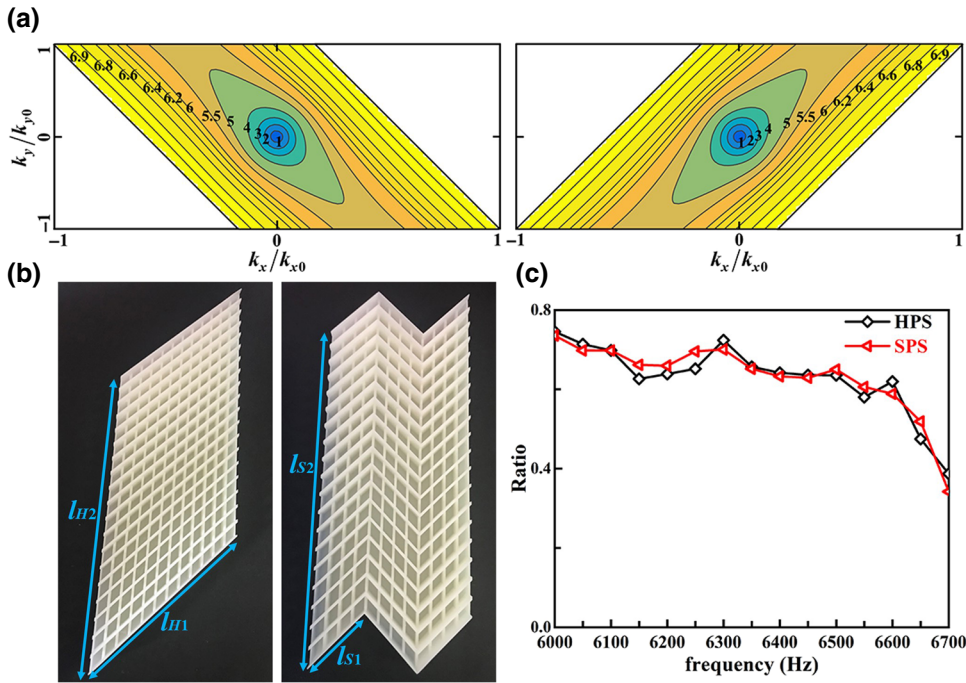 (a)
1
0
−1
k_y/k_y0
6.9
6.8
6.6
6.4
6.2
6
5.5
5
4
3
2
1
−1
0
1
k_x/k_x0
1
2
3
4
5
5.5
6
6.2
6.4
6.6
6.8
6.9
−1
0
1
k_x/k_x0
(b)
l_H2
l_H1
l_S2
l_S1
(c)
0.8
0.4
0.0
Ratio
HPS
SPS
6000 6100 6200 6300 6400 6500 6600 6700
frequency (Hz)